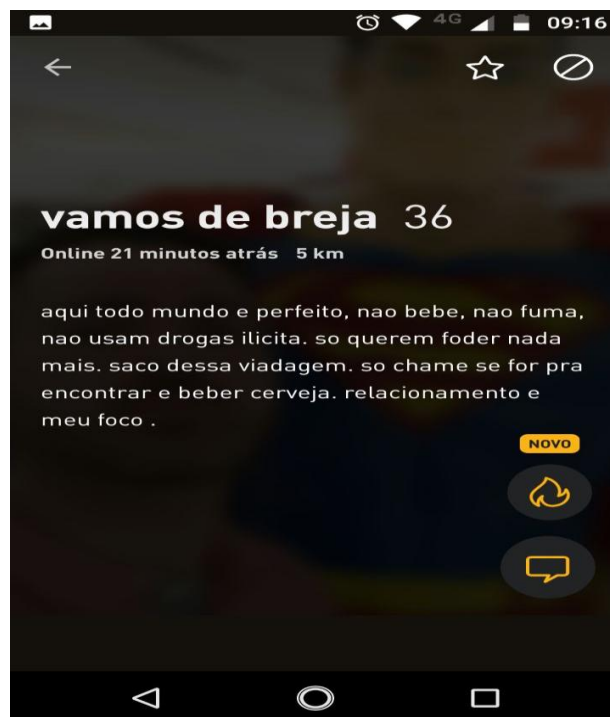 4G 09:16
vamos de breja 36
Online 21 minutos atrás 5 km
aqui todo mundo e perfeito, nao bebe, nao fuma,
nao usam drogas ilicita. so querem foder nada
mais. saco dessa viadagem. so chame se for pra
encontrar e beber cerveja. relacionamento e
meu foco .
NOVO